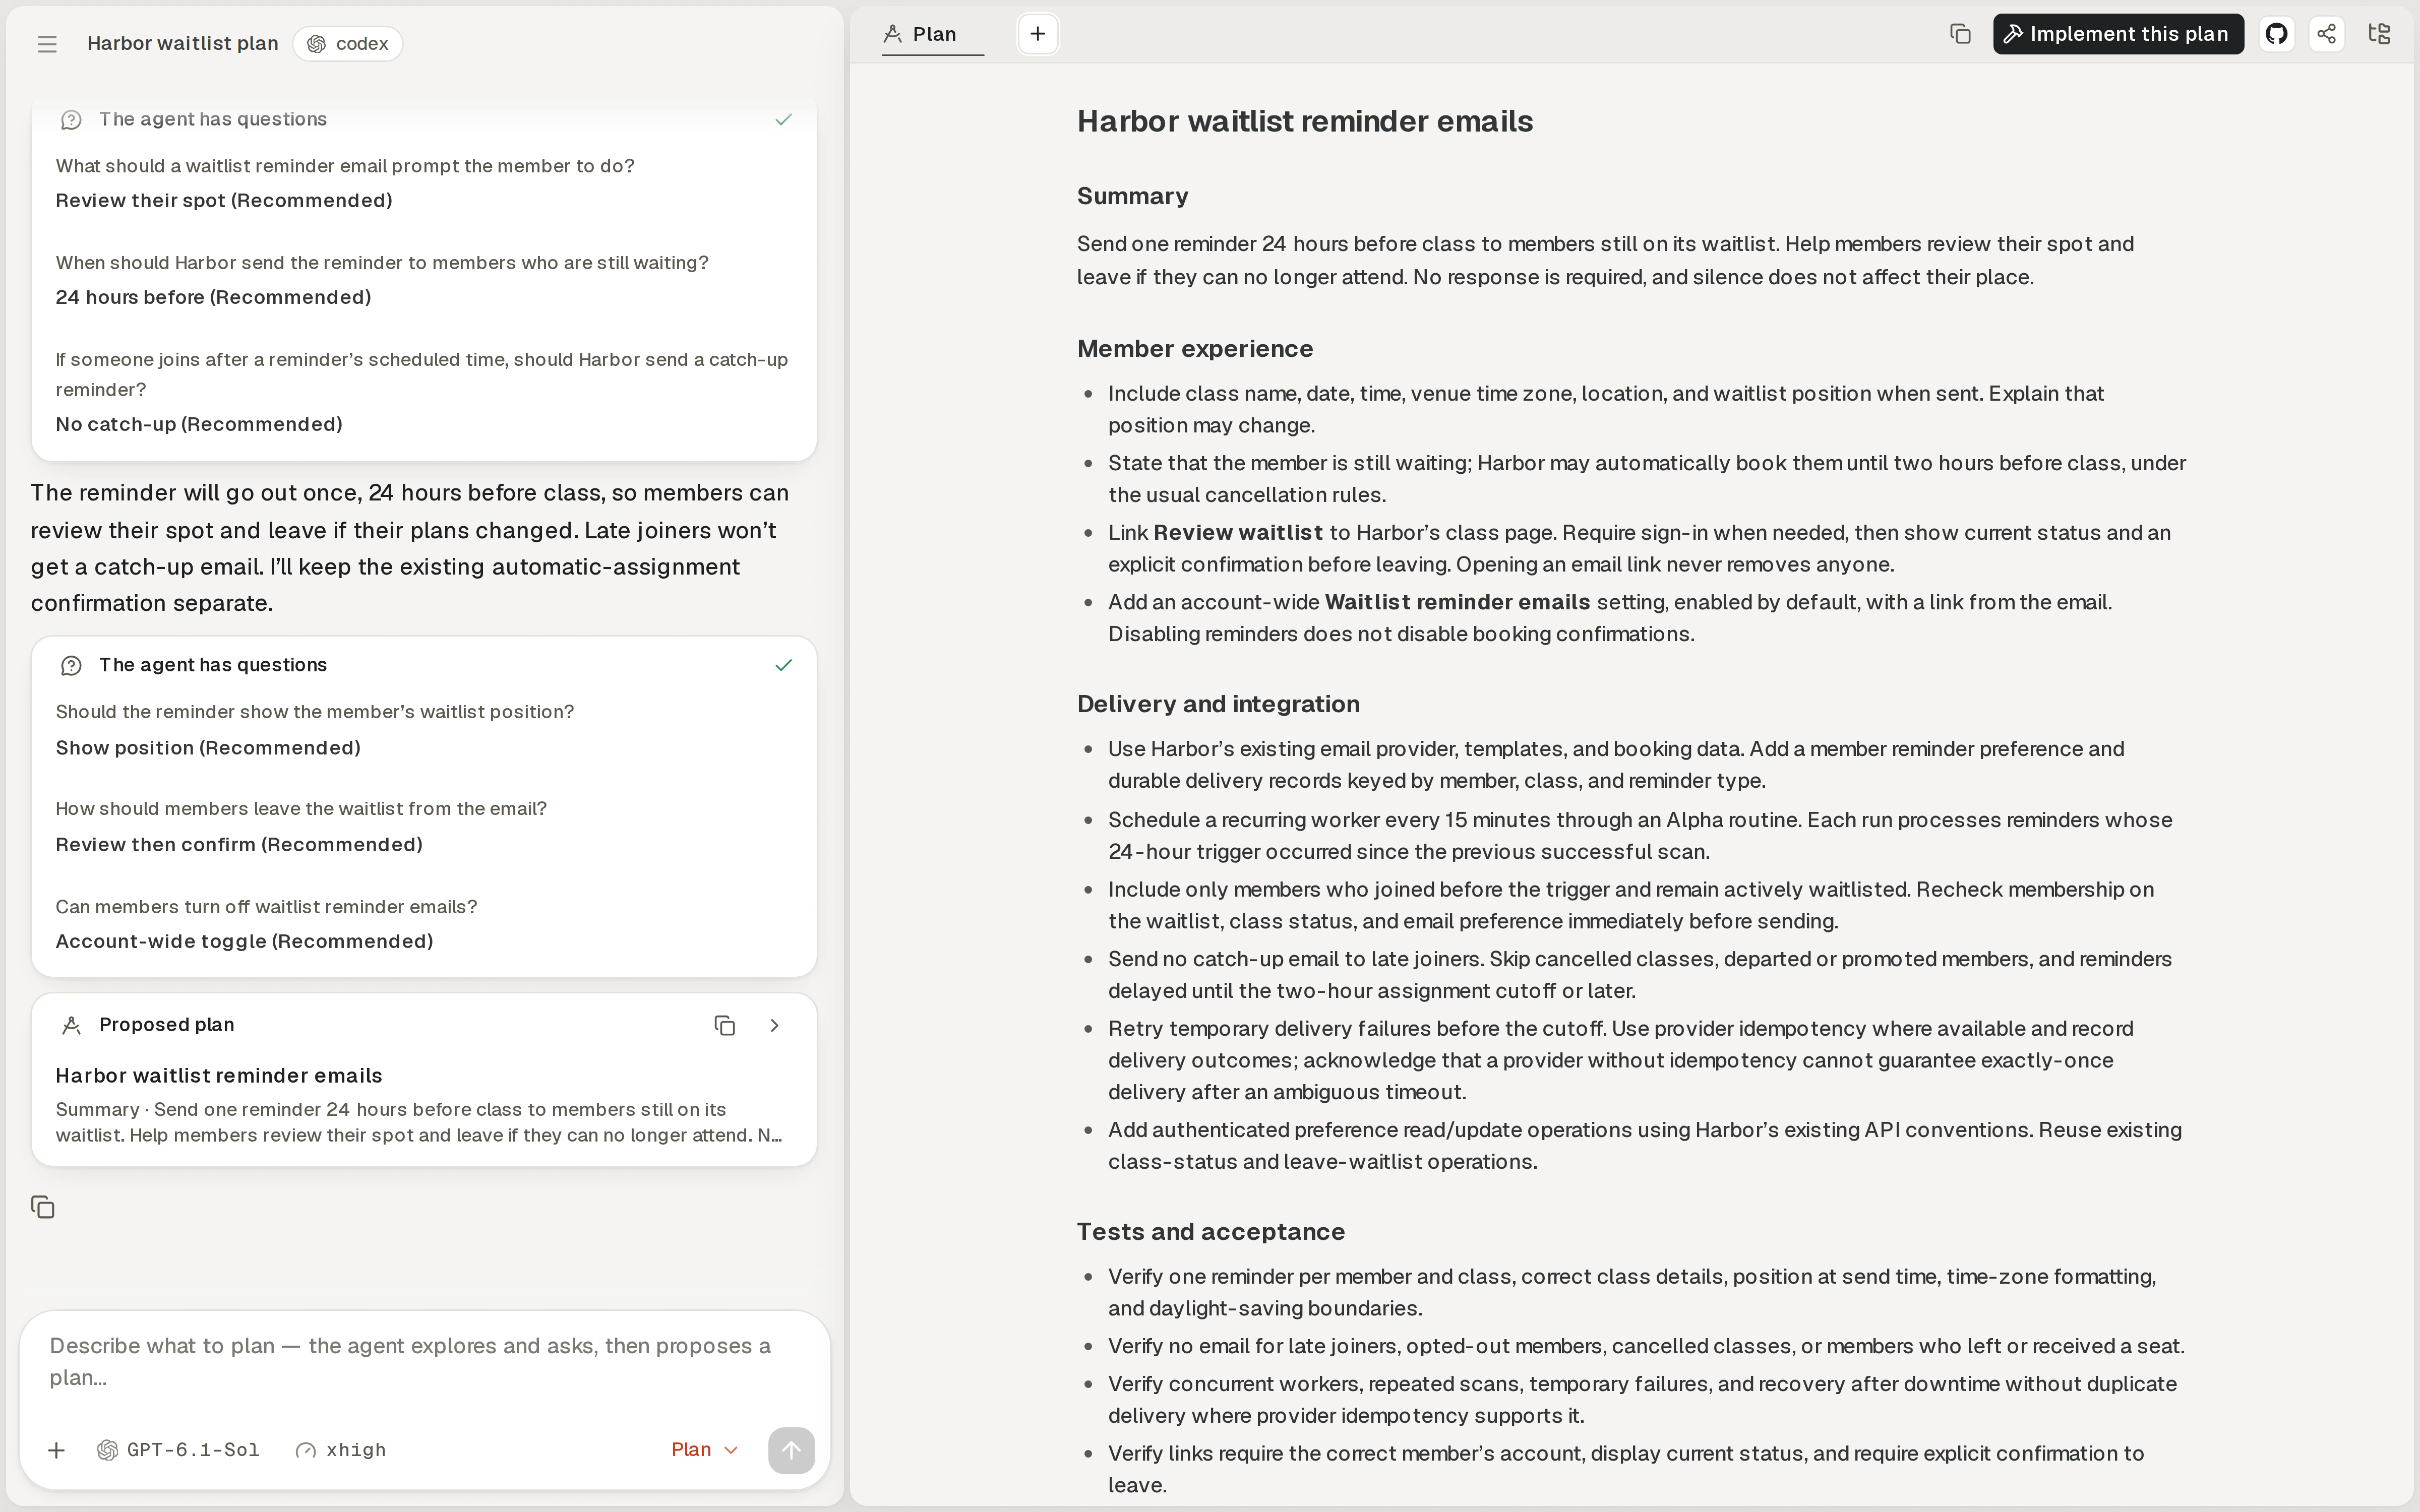 Harbor waitlist plan
codex
The agent has questions
What should a waitlist reminder email prompt the member to do?
Review their spot (Recommended)
When should Harbor send the reminder to members who are still waiting?
24 hours before (Recommended)
If someone joins after a reminder’s scheduled time, should Harbor send a catch-up
reminder?
No catch-up (Recommended)
The reminder will go out once, 24 hours before class, so members can
review their spot and leave if their plans changed. Late joiners won’t
get a catch-up email. I’ll keep the existing automatic-assignment
confirmation separate.
The agent has questions
Should the reminder show the member’s waitlist position?
Show position (Recommended)
How should members leave the waitlist from the email?
Review then confirm (Recommended)
Can members turn off waitlist reminder emails?
Account-wide toggle (Recommended)
Proposed plan
Harbor waitlist reminder emails
Summary · Send one reminder 24 hours before class to members still on its
waitlist. Help members review their spot and leave if they can no longer attend. N…
Describe what to plan — the agent explores and asks, then proposes a
plan…
GPT-6.1-Sol
xhigh
Plan
Plan
Implement this plan
Harbor waitlist reminder emails
Summary
Send one reminder 24 hours before class to members still on its waitlist. Help members review their spot and
leave if they can no longer attend. No response is required, and silence does not affect their place.
Member experience
• Include class name, date, time, venue time zone, location, and waitlist position when sent. Explain that
position may change.
• State that the member is still waiting; Harbor may automatically book them until two hours before class, under
the usual cancellation rules.
• Link Review waitlist to Harbor’s class page. Require sign-in when needed, then show current status and an
explicit confirmation before leaving. Opening an email link never removes anyone.
• Add an account-wide Waitlist reminder emails setting, enabled by default, with a link from the email.
Disabling reminders does not disable booking confirmations.
Delivery and integration
• Use Harbor’s existing email provider, templates, and booking data. Add a member reminder preference and
durable delivery records keyed by member, class, and reminder type.
• Schedule a recurring worker every 15 minutes through an Alpha routine. Each run processes reminders whose
24-hour trigger occurred since the previous successful scan.
• Include only members who joined before the trigger and remain actively waitlisted. Recheck membership on
the waitlist, class status, and email preference immediately before sending.
• Send no catch-up email to late joiners. Skip cancelled classes, departed or promoted members, and reminders
delayed until the two-hour assignment cutoff or later.
• Retry temporary delivery failures before the cutoff. Use provider idempotency where available and record
delivery outcomes; acknowledge that a provider without idempotency cannot guarantee exactly-once
delivery after an ambiguous timeout.
• Add authenticated preference read/update operations using Harbor’s existing API conventions. Reuse existing
class-status and leave-waitlist operations.
Tests and acceptance
• Verify one reminder per member and class, correct class details, position at send time, time-zone formatting,
and daylight-saving boundaries.
• Verify no email for late joiners, opted-out members, cancelled classes, or members who left or received a seat.
• Verify concurrent workers, repeated scans, temporary failures, and recovery after downtime without duplicate
delivery where provider idempotency supports it.
• Verify links require the correct member’s account, display current status, and require explicit confirmation to
leave.